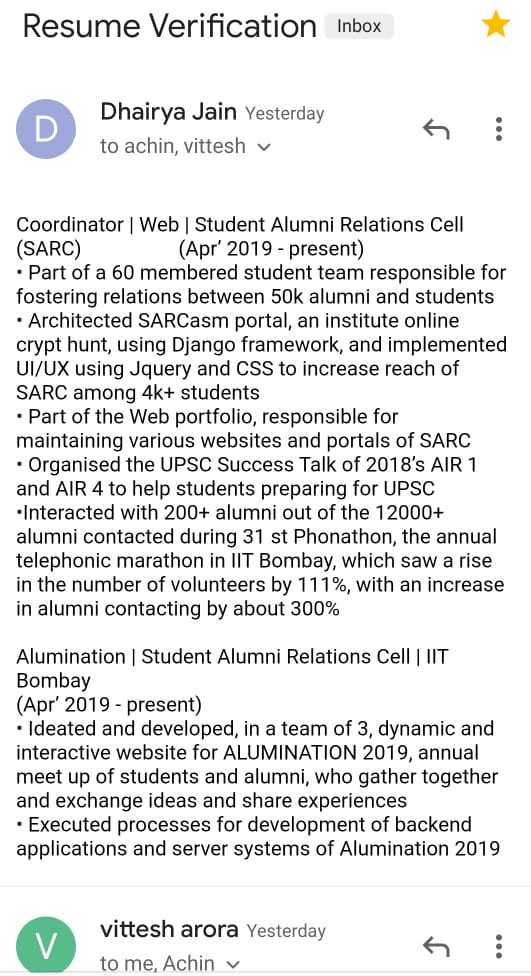 Resume Verification Inbox
D
Dhairya Jain Yesterday
to achin, vittesh
Coordinator | Web | Student Alumni Relations Cell
(SARC) (Apr’ 2019 - present)
• Part of a 60 membered student team responsible for
fostering relations between 50k alumni and students
• Architected SARCasm portal, an institute online
crypt hunt, using Django framework, and implemented
UI/UX using Jquery and CSS to increase reach of
SARC among 4k+ students
• Part of the Web portfolio, responsible for
maintaining various websites and portals of SARC
• Organised the UPSC Success Talk of 2018’s AIR 1
and AIR 4 to help students preparing for UPSC
•Interacted with 200+ alumni out of the 12000+
alumni contacted during 31 st Phonathon, the annual
telephonic marathon in IIT Bombay, which saw a rise
in the number of volunteers by 111%, with an increase
in alumni contacting by about 300%
Alumination | Student Alumni Relations Cell | IIT
Bombay
(Apr’ 2019 - present)
• Ideated and developed, in a team of 3, dynamic and
interactive website for ALUMINATION 2019, annual
meet up of students and alumni, who gather together
and exchange ideas and share experiences
• Executed processes for development of backend
applications and server systems of Alumination 2019
V
vittesh arora Yesterday
to me, Achin